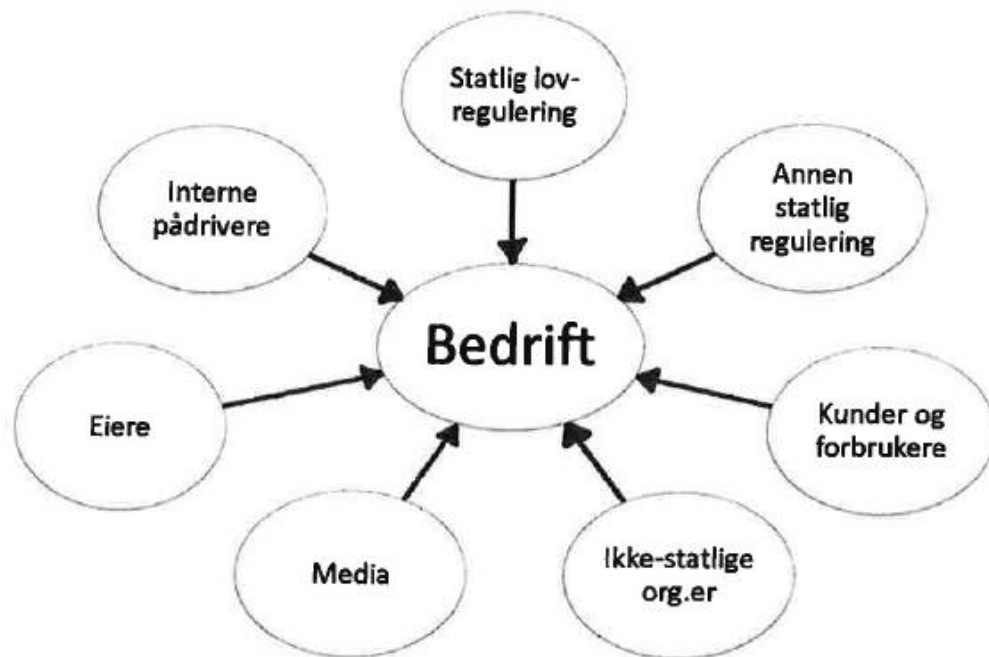 Statlig lov-
regulering
Interne
pådrivere
Annen
statlig
regulering
Bedrift
Eiere
Kunder og
forbrukere
Media
Ikke-statlige
org.er